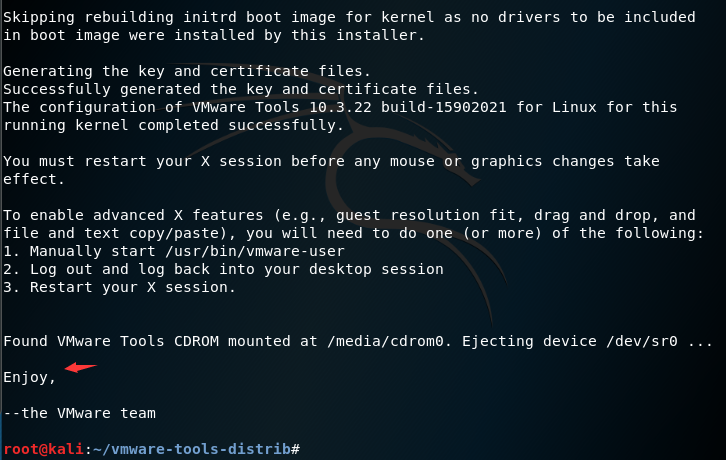 Skipping rebuilding initrd boot image for kernel as no drivers to be included
in boot image were installed by this installer.
Generating the key and certificate files.
Successfully generated the key and certificate files.
The configuration of VMware Tools 10.3.22 build-15902021 for Linux for this
running kernel completed successfully.
You must restart your X session before any mouse or graphics changes take
effect.
To enable advanced X features (e.g., guest resolution fit, drag and drop, and
file and text copy/paste), you will need to do one (or more) of the following:
1. Manually start /usr/bin/vmware-user
2. Log out and log back into your desktop session
3. Restart your X session.
Found VMware Tools CDROM mounted at /media/cdrom0. Ejecting device /dev/sr0 ...
Enjoy,
--the VMware team
root@kali:~/vmware-tools-distrib#